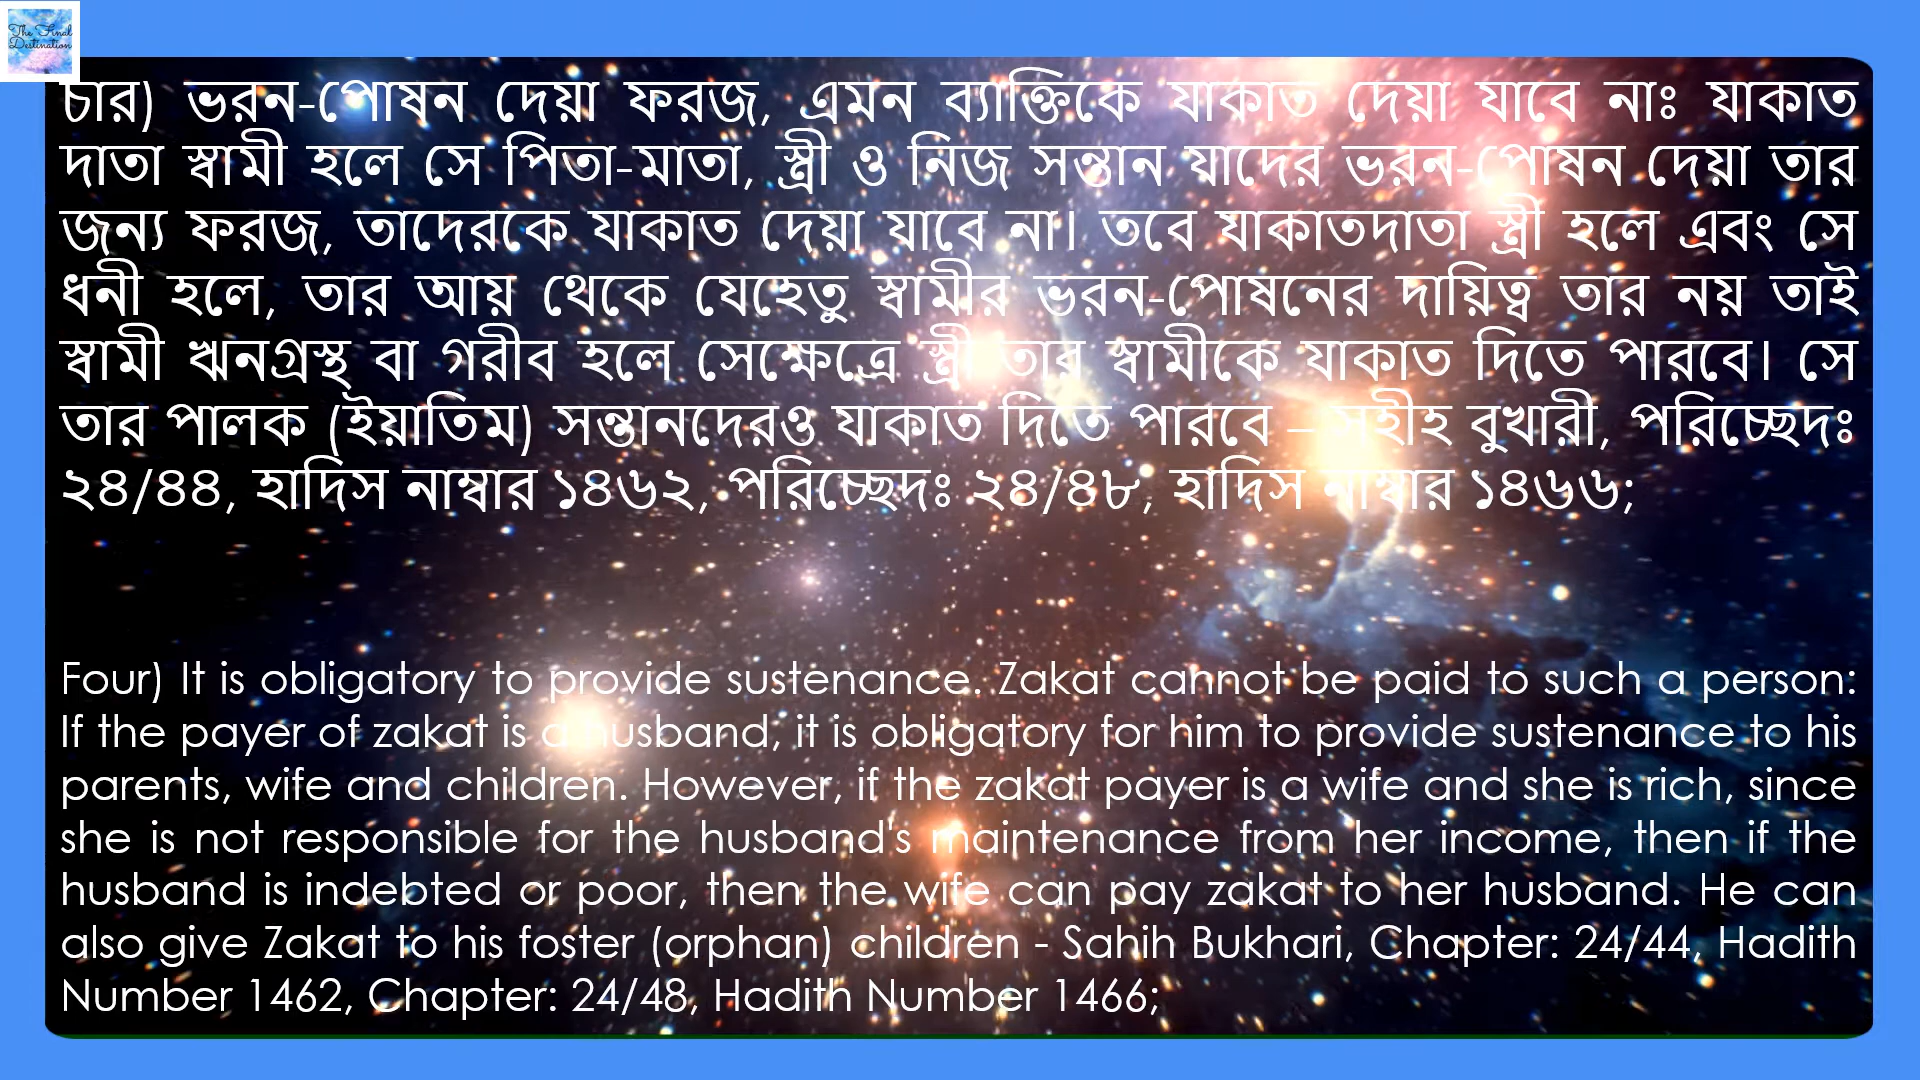 The Final
Destination
চার) ভরন-পোষন দেয়া ফরজ, এমন ব্যাক্তিকে যাকাত দেয়া যাবে নাঃ যাকাত
দাতা স্বামী হলে সে পিতা-মাতা, স্ত্রী ও নিজ সন্তান যাদের ভরন-পোষন দেয়া তার
জন্য ফরজ, তাদেরকে যাকাত দেয়া যাবে না। তবে যাকাতদাতা স্ত্রী হলে এবং সে
ধনী হলে, তার আয় থেকে যেহেতু স্বামীর ভরন-পোষনের দায়িত্ব তার নয় তাই
স্বামী ঋনগ্রস্থ বা গরীব হলে সেক্ষেত্রে স্ত্রী তার স্বামীকে যাকাত দিতে পারবে। সে
তার পালক (ইয়াতিম) সন্তানদেরও যাকাত দিতে পারবে – সহীহ বুখারী, পরিচ্ছেদঃ
২৪/৪৪, হাদিস নাম্বার ১৪৬২, পরিচ্ছেদঃ ২৪/৪৮, হাদিস নাম্বার ১৪৬৬;
Four) It is obligatory to provide sustenance. Zakat cannot be paid to such a person:
If the payer of zakat is a husband, it is obligatory for him to provide sustenance to his
parents, wife and children. However, if the zakat payer is a wife and she is rich, since
she is not responsible for the husband's maintenance from her income, then if the
husband is indebted or poor, then the wife can pay zakat to her husband. He can
also give Zakat to his foster (orphan) children - Sahih Bukhari, Chapter: 24/44, Hadith
Number 1462, Chapter: 24/48, Hadith Number 1466;